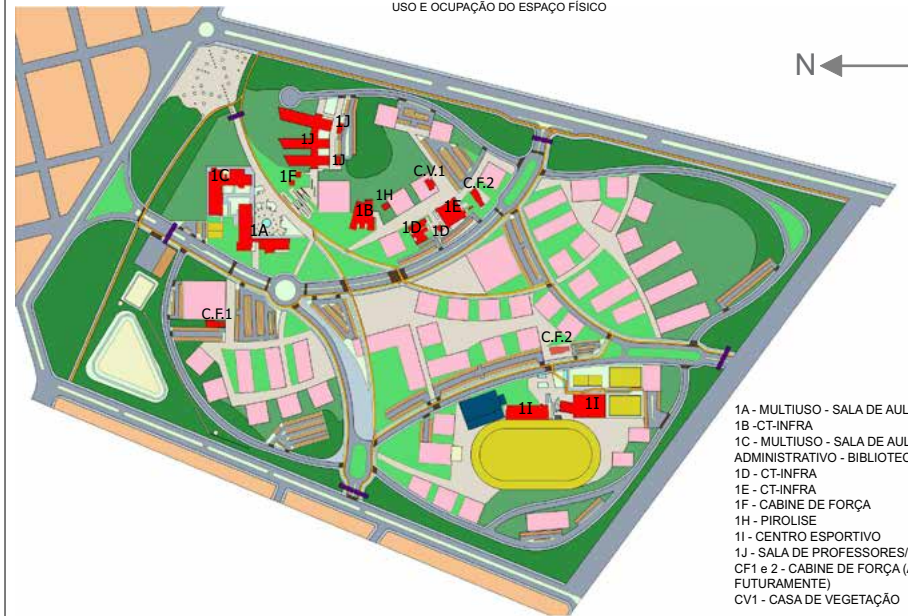 USO E OCUPAÇÃO DO ESPAÇO FÍSICO
N
1J
1J
1J
1F
1C
C.V.1
C.F.2
1H
1B
1E
1D
1D
1A
C.F.1
C.F.2
1I
1I
1A - MULTIUSO - SALA DE AUL
1B -CT-INFRA
1C - MULTIUSO - SALA DE AUL
ADMINISTRATIVO - BIBLIOTEC
1D - CT-INFRA
1E - CT-INFRA
1F - CABINE DE FORÇA
1H - PIROLISE
1I - CENTRO ESPORTIVO
1J - SALA DE PROFESSORES/
CF1 e 2 - CABINE DE FORÇA (
FUTURAMENTE)
CV1 - CASA DE VEGETAÇÃO